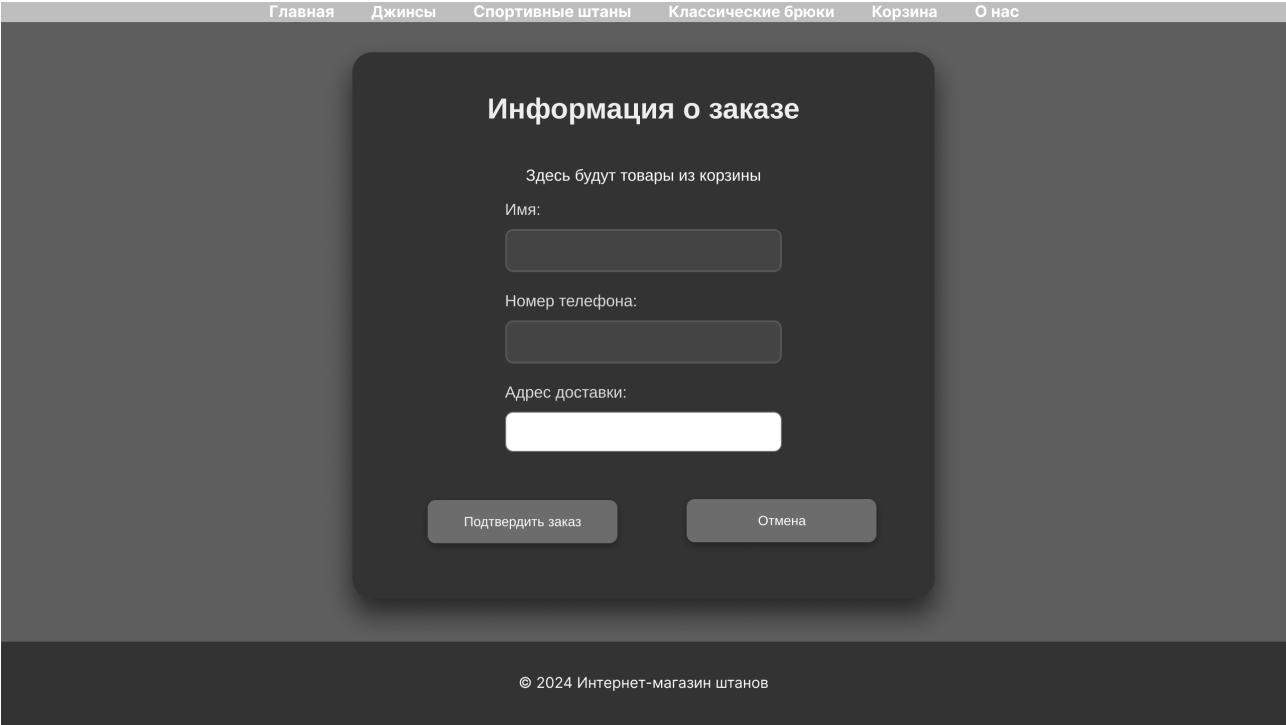 Главная Джинсы Спортивные штаны Классические брюки Корзина О нас
Информация о заказе
Здесь будут товары из корзины
Имя:
Номер телефона:
Адрес доставки:
Подтвердить заказ Отмена
© 2024 Интернет-магазин штанов